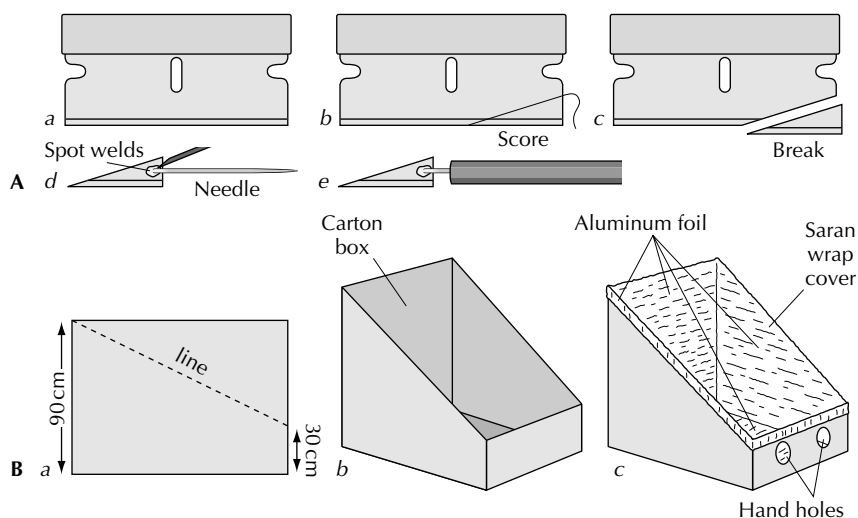 a
b
c
Score
Break
Spot welds
A
d
Needle
e
Carton
box
Aluminum foil
Saran
wrap
cover
line
90 cm
30 cm
B
a
b
c
Hand holes